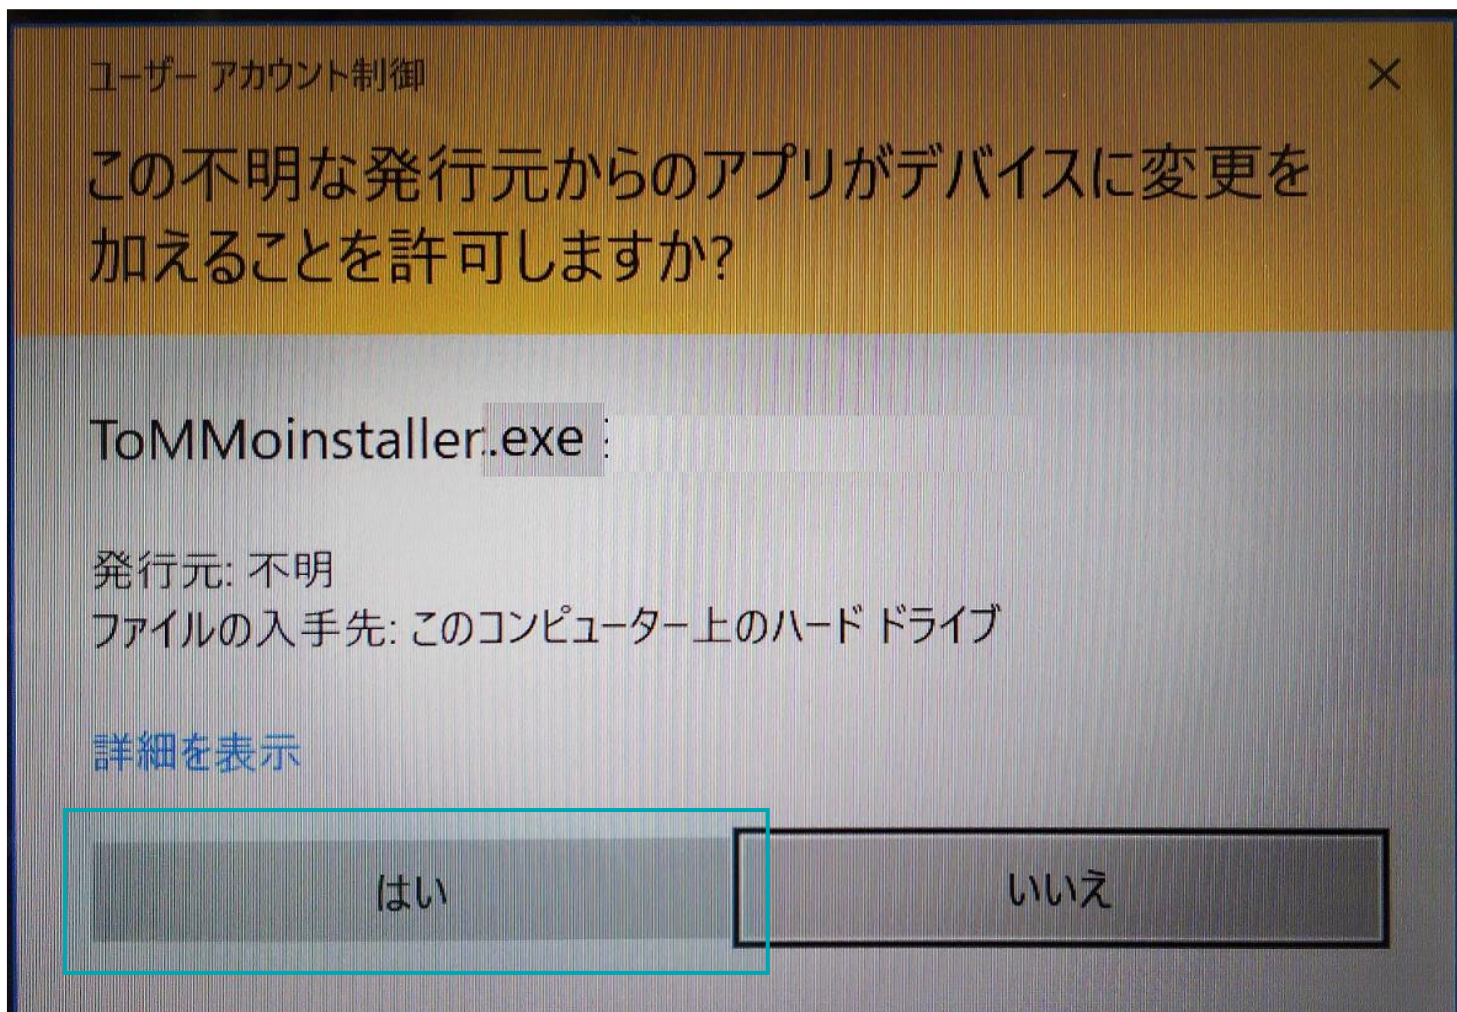 ユーザー アカウント制御
この不明な発行元からのアプリがデバイスに変更を
加えることを許可しますか?
ToMMoinstaller.exe
発行元: 不明
ファイルの入手先: このコンピューター上のハード ドライブ
詳細を表示
はい
いいえ